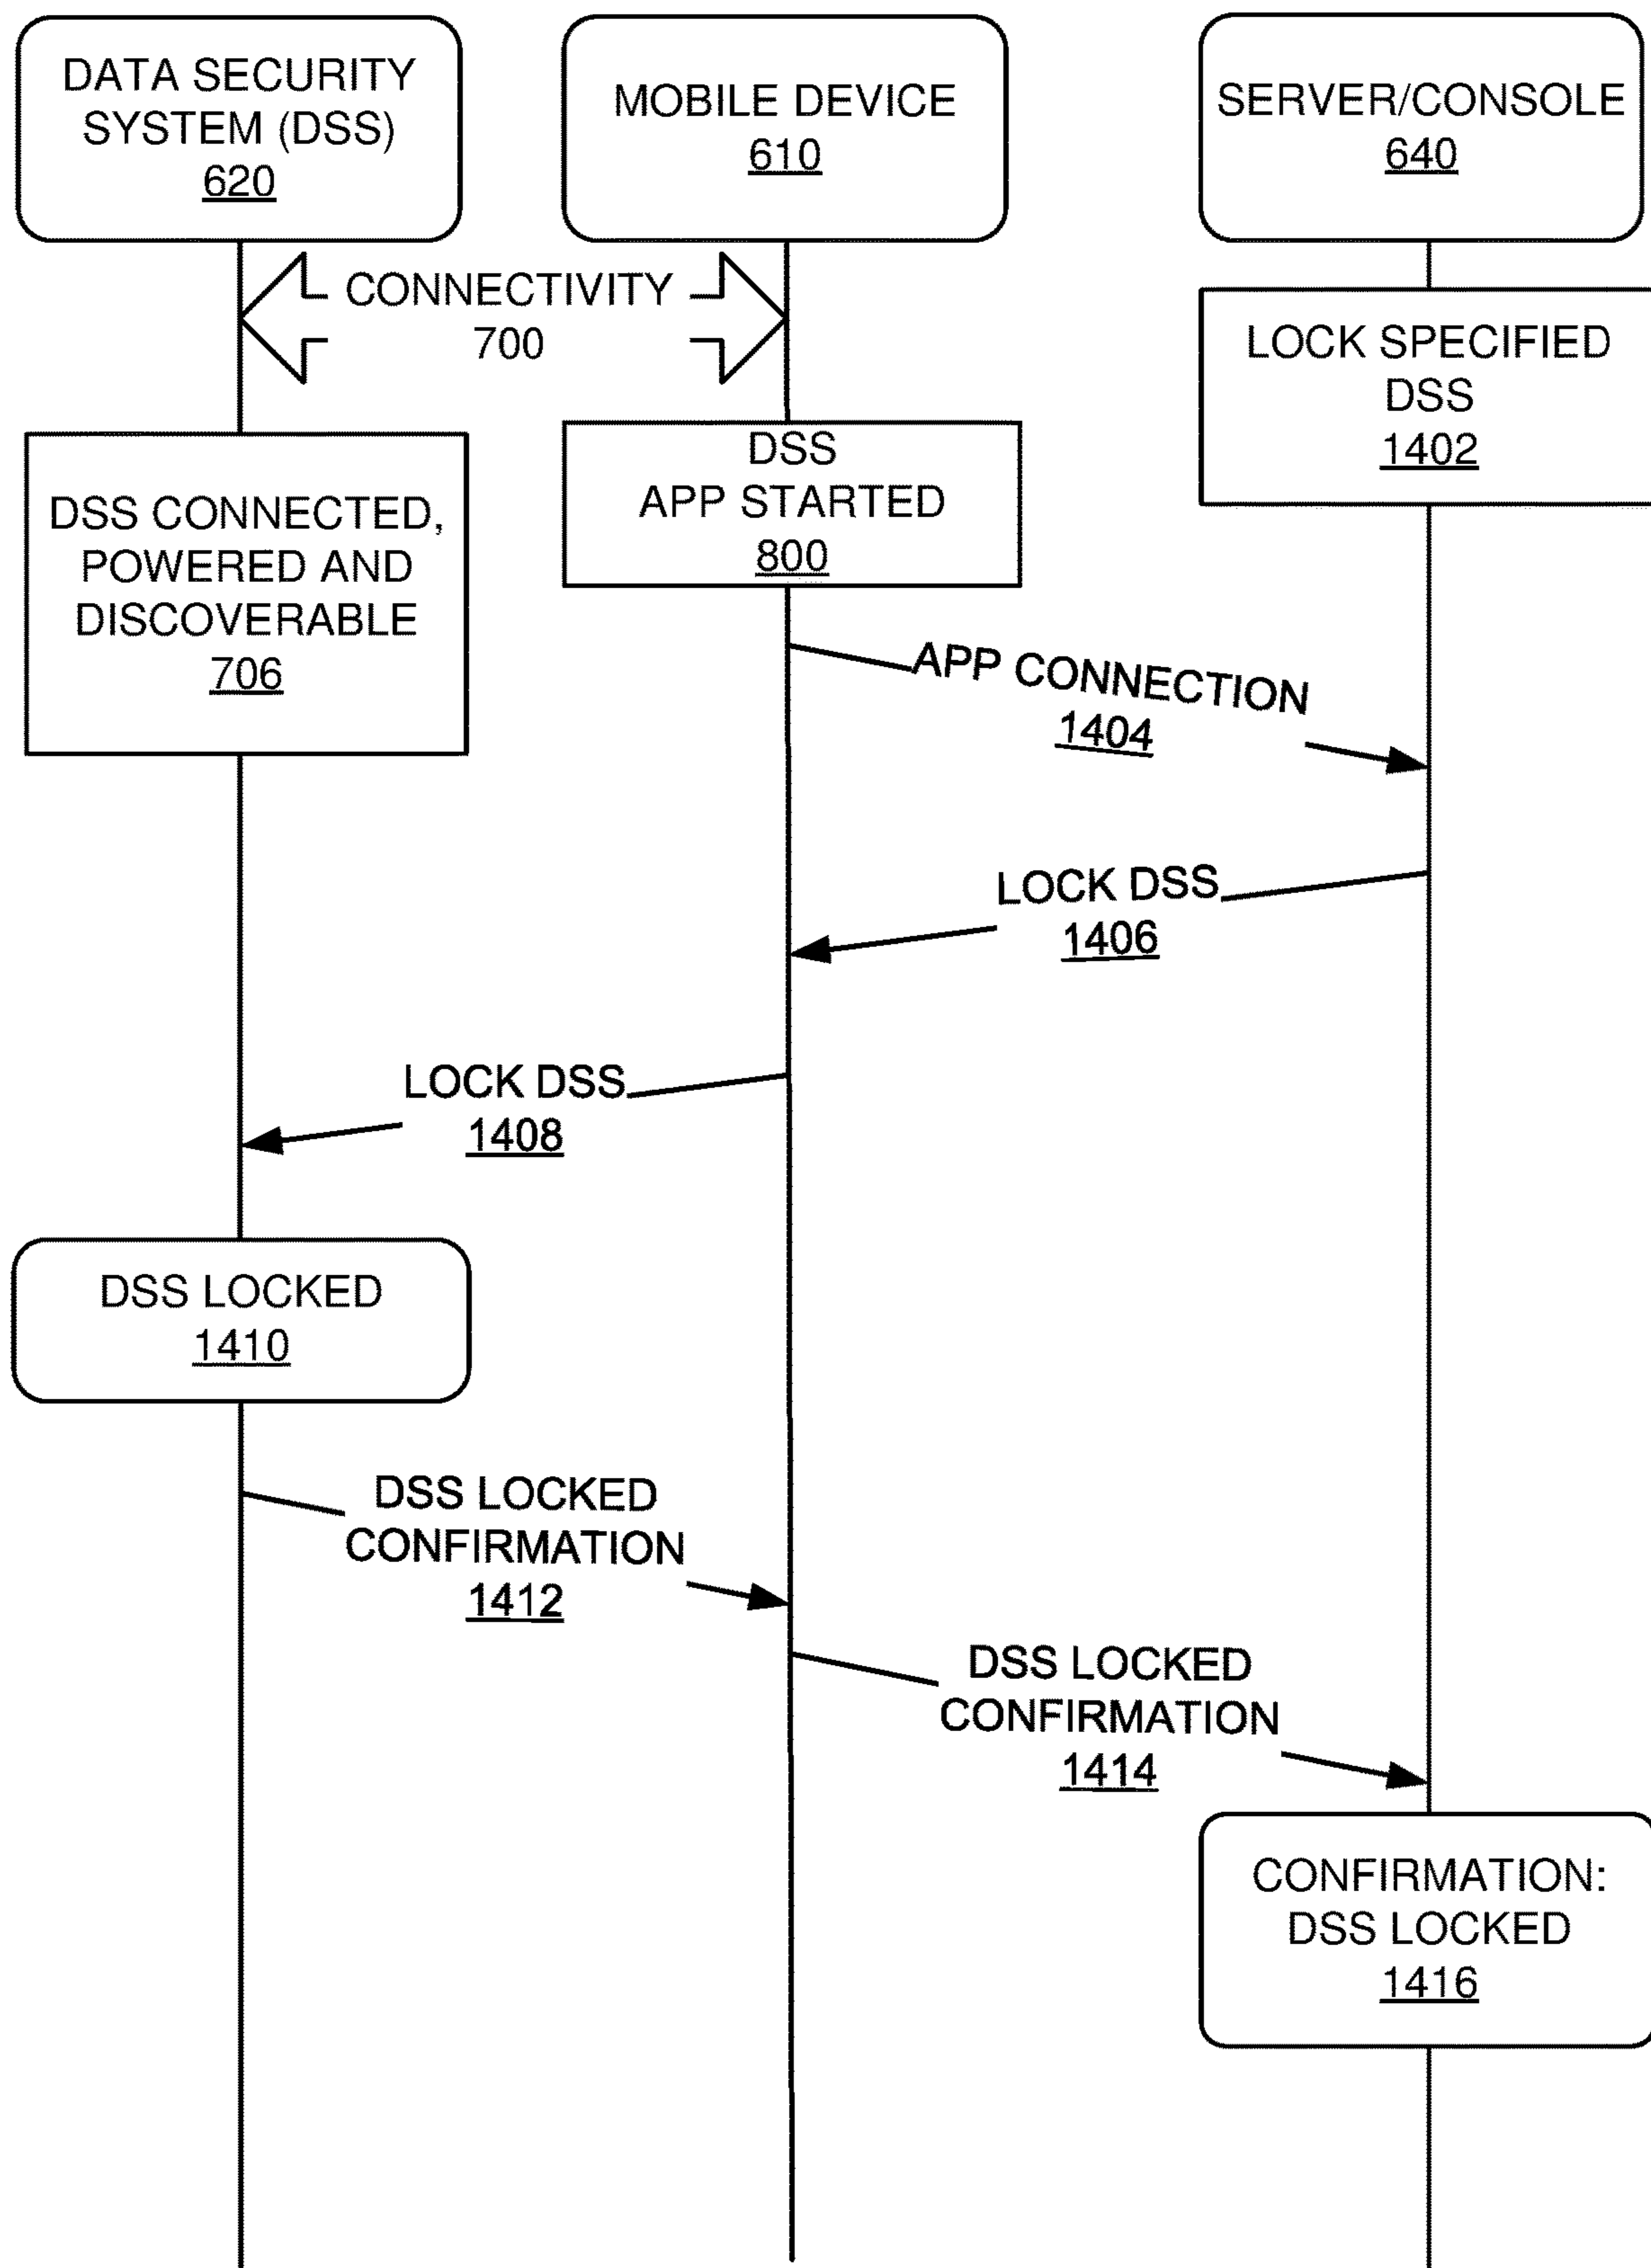 DATA SECURITY
SYSTEM (DSS)
620
MOBILE DEVICE
610
SERVER/CONSOLE
640
CONNECTIVITY
700
LOCK SPECIFIED
DSS
1402
DSS
APP STARTED
800
DSS CONNECTED,
POWERED AND
DISCOVERABLE
706
APP CONNECTION
1404
LOCK DSS
1406
LOCK DSS
1408
DSS LOCKED
1410
DSS LOCKED
CONFIRMATION
1412
DSS LOCKED
CONFIRMATION
1414
CONFIRMATION:
DSS LOCKED
1416